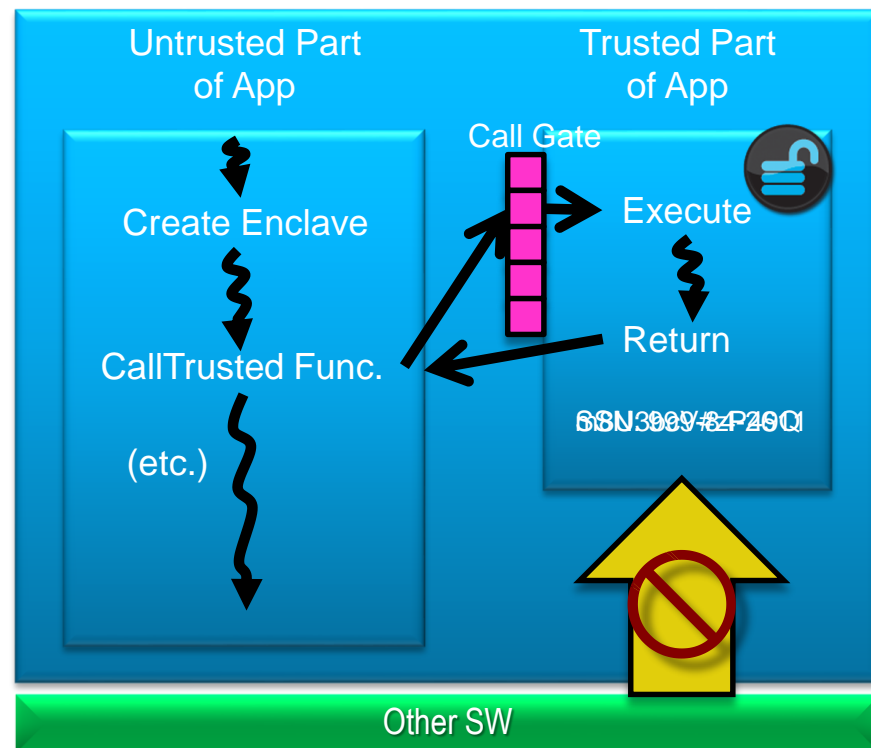 Untrusted Part
of App
Trusted Part
of App
Call Gate
Create Enclave
Execute
CallTrusted Func.
Return
(etc.)
Other SW